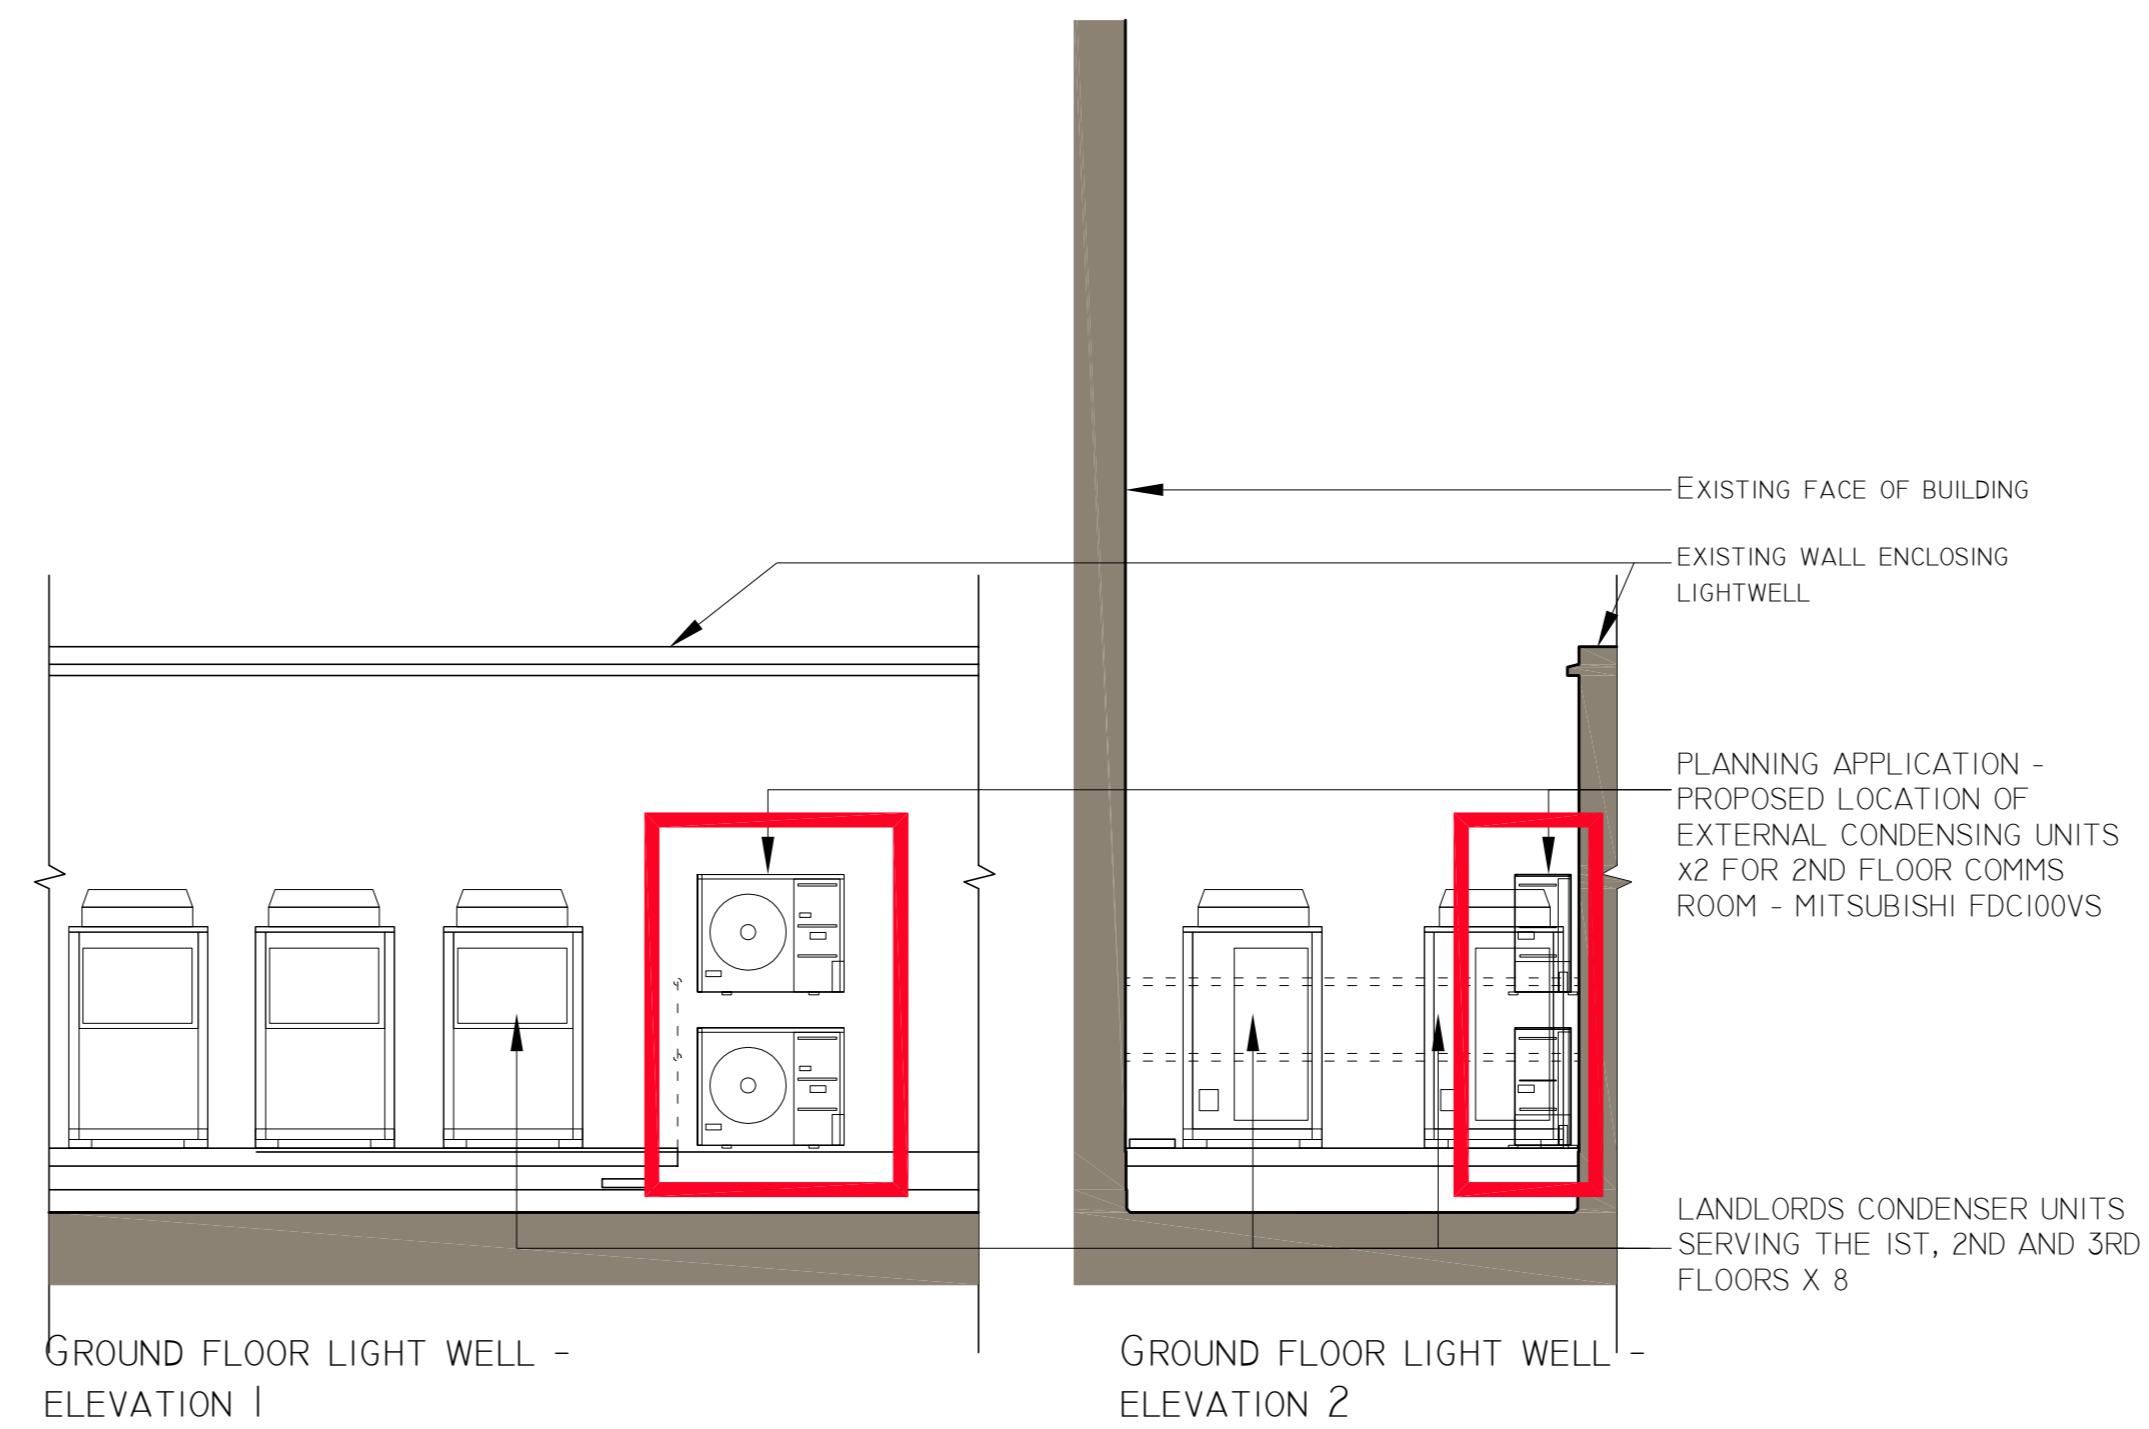 EXISTING FACE OF BUILDING
EXISTING WALL ENCLOSING
LIGHTWELL
PLANNING APPLICATION -
PROPOSED LOCATION OF
EXTERNAL CONDENSING UNITS
x2 FOR 2ND FLOOR COMMS
ROOM - MITSUBISHI FDC100VS
LANDLORDS CONDENSER UNITS
SERVING THE 1ST, 2ND AND 3RD
FLOORS X 8
GROUND FLOOR LIGHT WELL -
ELEVATION 1
GROUND FLOOR LIGHT WELL -
ELEVATION 2